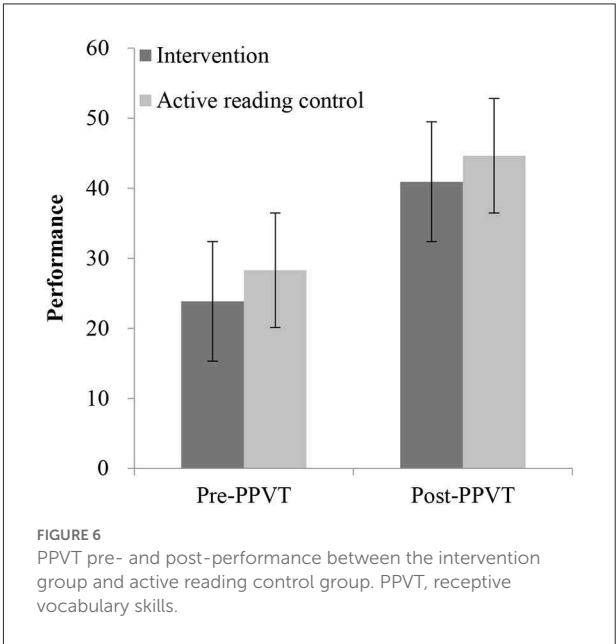 60
50
40
30
20
10
0
Performance
Intervention
Active reading control
Pre-PPVT
Post-PPVT
FIGURE 6
PPVT pre- and post-performance between the intervention
group and active reading control group. PPVT, receptive
vocabulary skills.